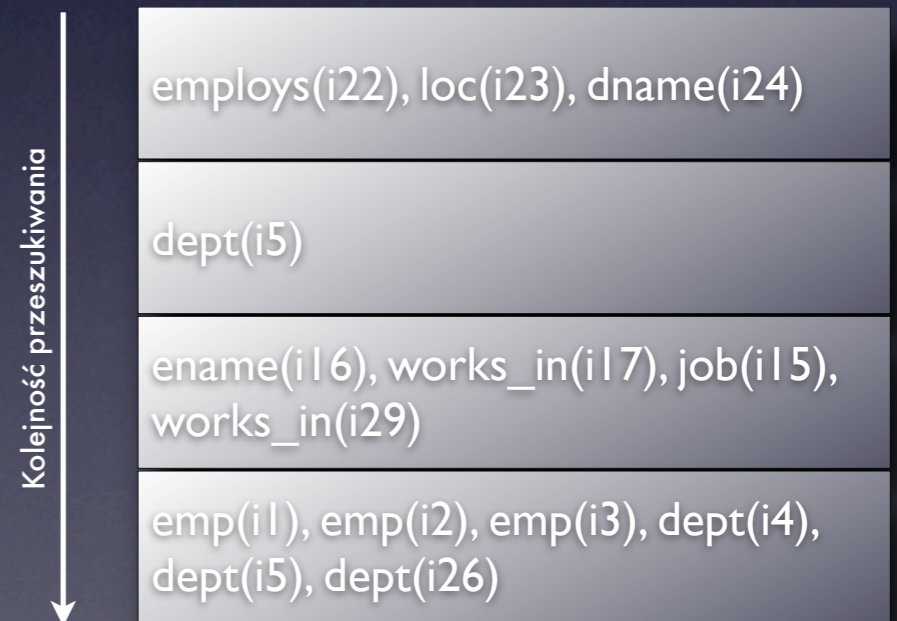 Kolejność przeszukiwania
employs(i22), loc(i23), dname(i24)
dept(i5)
ename(i16), works_in(i17), job(i15),
works_in(i29)
emp(i1), emp(i2), emp(i3), dept(i4),
dept(i5), dept(i26)